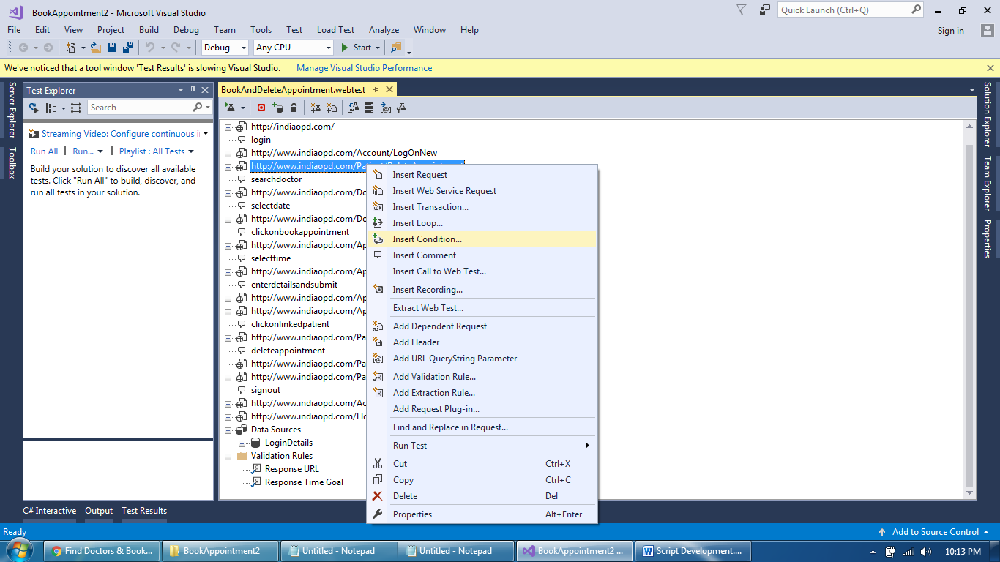 BookAppointment2 - Microsoft Visual Studio
Quick Launch (Ctrl+Q)
File Edit View Project Build Debug Team Tools Test Load Test Analyze Window Help
Sign in
Debug Any CPU Start
We've noticed that a tool window 'Test Results' is slowing Visual Studio. Manage Visual Studio Performance
Server Explorer
Toolbox
Test Explorer
Search
Streaming Video: Configure continuous i
Run All | Run... | Playlist : All Tests
Build your solution to discover all available
tests. Click "Run All" to build, discover, and
run all tests in your solution.
BookAndDeleteAppointment.webtest
http://indiaopd.com/
login
http://www.indiaopd.com/Account/LogOnNew
http://www.indiaopd.com/Pa
searchdoctor
http://www.indiaopd.com/Do
selectdate
http://www.indiaopd.com/Do
clickonbookappointment
http://www.indiaopd.com/Ap
selecttime
http://www.indiaopd.com/Ap
enterdetailsandsubmit
http://www.indiaopd.com/Ap
http://www.indiaopd.com/Ap
clickonlinkedpatient
http://www.indiaopd.com/Pa
deleteappointment
http://www.indiaopd.com/Pa
http://www.indiaopd.com/Pa
signout
http://www.indiaopd.com/Ac
http://www.indiaopd.com/Ho
Data Sources
LoginDetails
Validation Rules
Response URL
Response Time Goal
Insert Request
Insert Web Service Request
Insert Transaction...
Insert Loop...
Insert Condition...
Insert Comment
Insert Call to Web Test...
Insert Recording...
Extract Web Test...
Add Dependent Request
Add Header
Add URL QueryString Parameter
Add Validation Rule...
Add Extraction Rule...
Add Request Plug-in...
Find and Replace in Request...
Run Test
Cut Ctrl+X
Copy Ctrl+C
Delete Del
Properties Alt+Enter
Solution Explorer
Team Explorer
Properties
C# Interactive Output Test Results
Ready
Add to Source Control
Find Doctors & Book... BookAppointment2 Untitled - Notepad Untitled - Notepad BookAppointment2 ... Script Development.... 10:13 PM